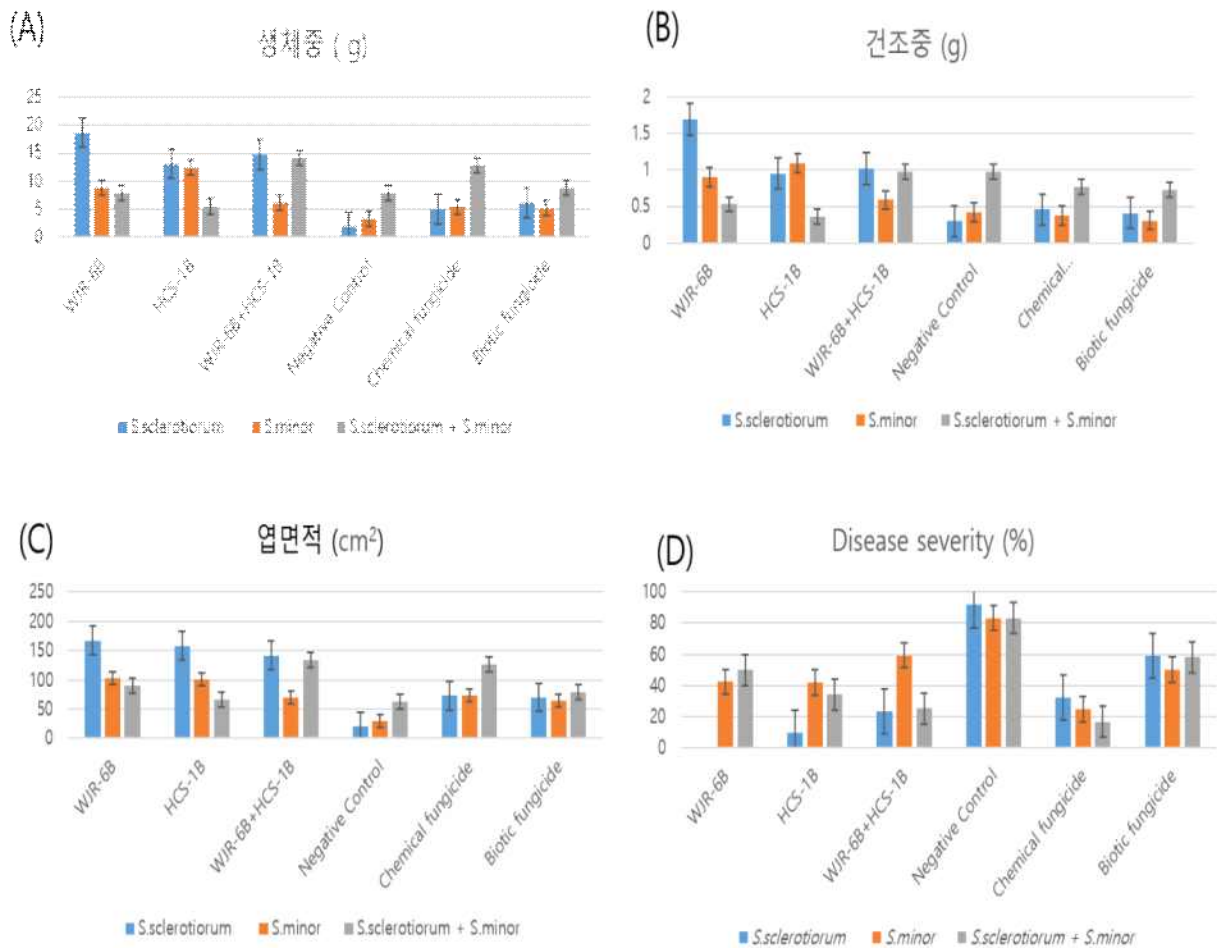 (A)
생체중 ( g)
25
20
15
10
5
0
WJR-6B
HCS-1B
WJR-6B+HCS-1B
Negative Control
Chemical fungicide
Biotic
S.sclerotiorum
S.minor
S.sclerotiorum + S.minor
(B)
건조중 (g)
2
1.5
1
0.5
0
WJR-6B
HCS-1B
WJR-6B+HCS-1B
Negative Control
Chemical...
Biotic fungicide
S.sclerotiorum
S.minor
S.sclerotiorum + S.minor
(C)
엽면적 (cm²)
250
200
150
100
50
0
WJR-6B
HCS-1B
WJR-6B+HCS-1B
Negative Control
Chemical fungicide
Biotic fungicide
S.sclerotiorum
S.minor
S.sclerotiorum + S.minor
(D)
Disease severity (%)
100
80
60
40
20
0
WJR-6B
HCS-1B
WJR-6B+HCS-1B
Negative Control
Chemical fungicide
Biotic fungicide
S.sclerotiorum
S.minor
S.sclerotiorum + S.minor